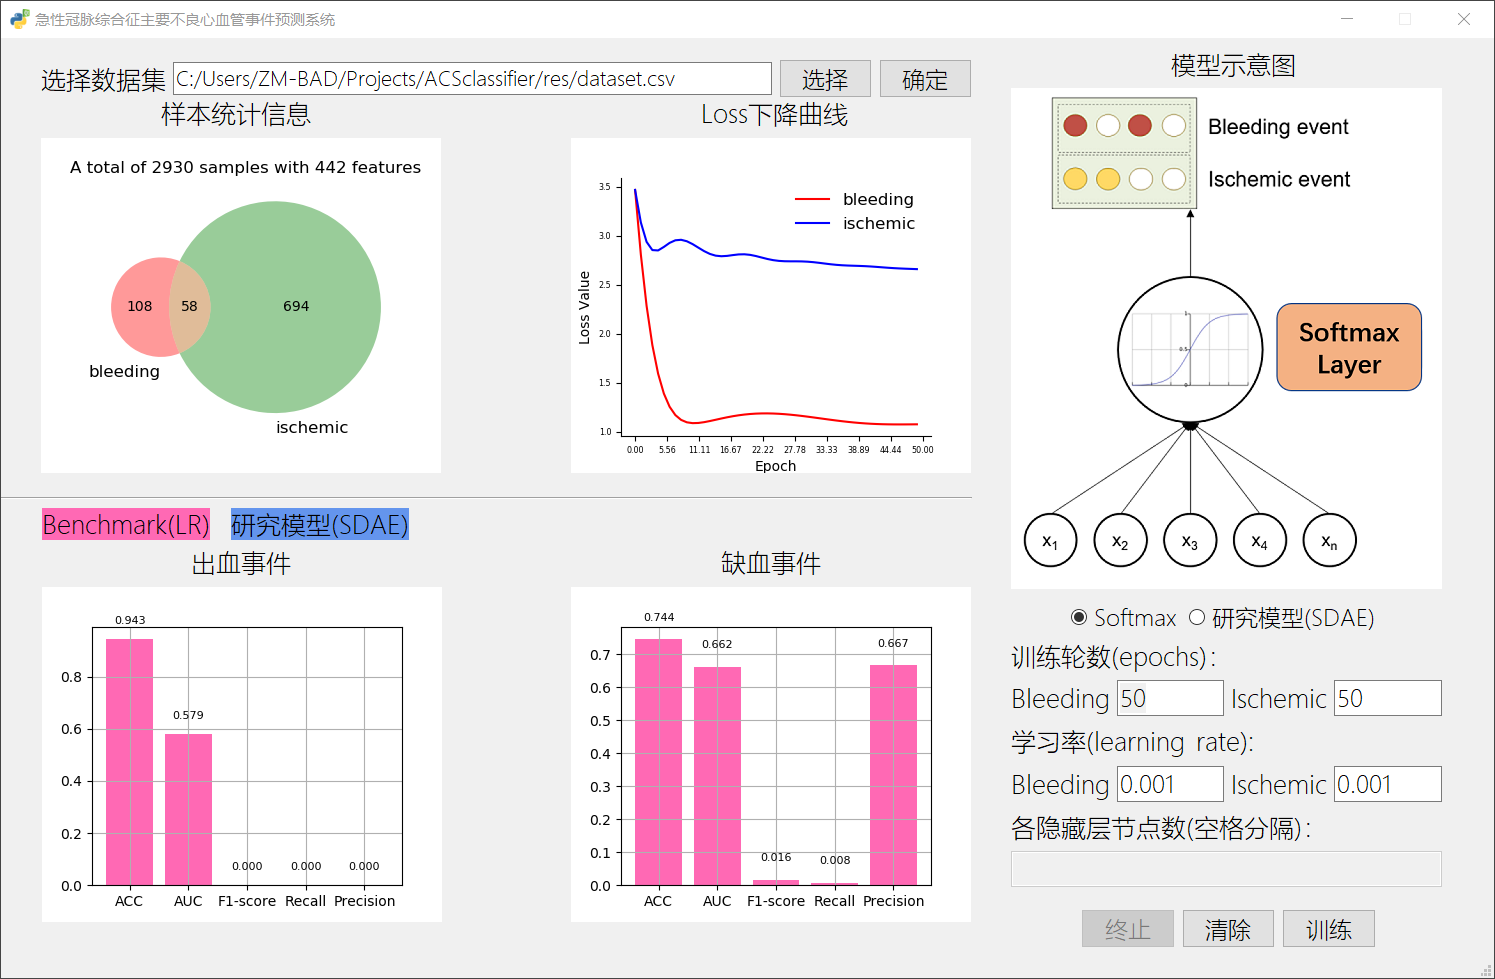 急性冠脉综合征主要不良心血管事件预测系统
选择数据集 C:/Users/ZM-BAD/Projects/ACSclassifier/res/dataset.csv 选择 确定
样本统计信息
A total of 2930 samples with 442 features
108 58 694
bleeding
ischemic
Loss下降曲线
bleeding
ischemic
3.5
3.0
2.5
2.0
1.5
1.0
Loss Value
0.00 5.56 11.11 16.67 22.22 27.78 33.33 38.89 44.44 50.00
Epoch
Benchmark(LR) 研究模型(SDAE)
出血事件
0.943
0.579
0.000 0.000 0.000
0.8
0.6
0.4
0.2
0.0
ACC AUC F1-score Recall Precision
缺血事件
0.744
0.662
0.016
0.008
0.667
0.7
0.6
0.5
0.4
0.3
0.2
0.1
0.0
ACC AUC F1-score Recall Precision
模型示意图
Bleeding event
Ischemic event
1
0.5
0
Softmax
Layer
x1 x2 x3 x4 xn
Softmax 研究模型(SDAE)
训练轮数(epochs):
Bleeding 50 Ischemic 50
学习率(learning rate):
Bleeding 0.001 Ischemic 0.001
各隐藏层节点数(空格分隔):
终止 清除 训练